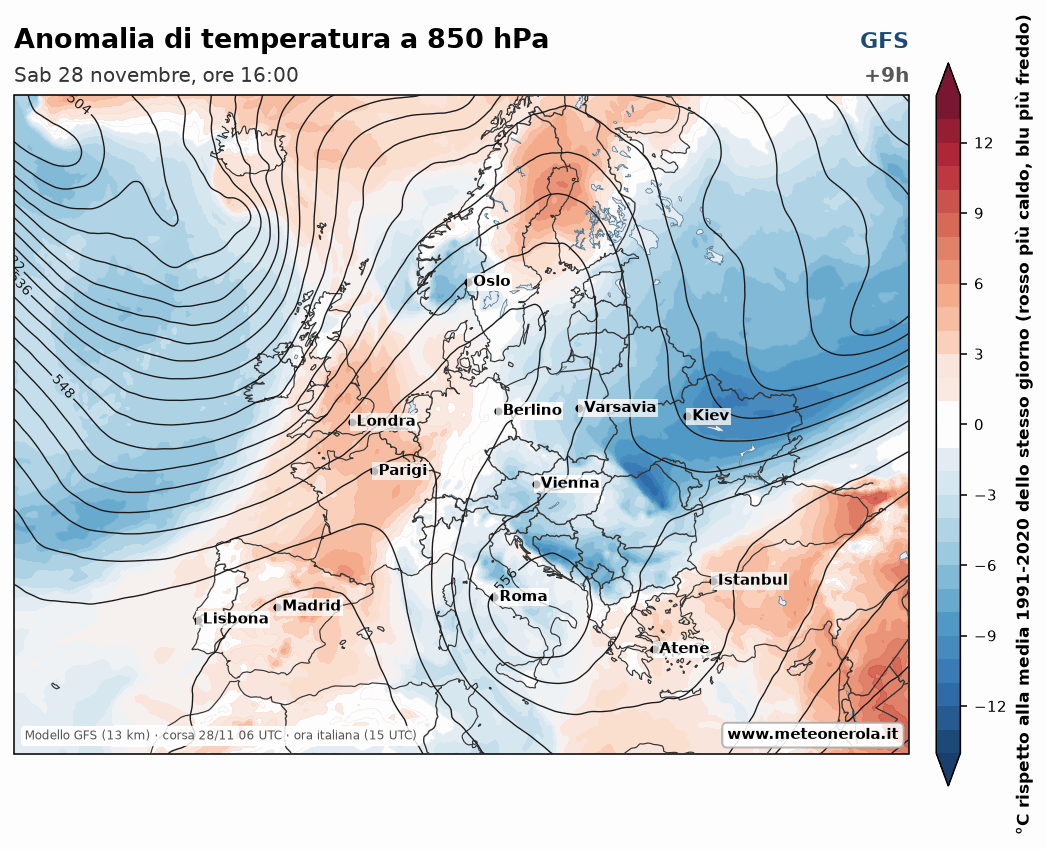 Anomalia di temperatura a 850 hPa
GFS
Sab 28 novembre, ore 16:00
+9h
504
536
548
556
Oslo
Berlino
Varsavia
Kiev
Londra
Parigi
Vienna
Istanbul
Roma
Madrid
Lisbona
Atene
Modello GFS (13 km) · corsa 28/11 06 UTC · ora italiana (15 UTC)
www.meteonerola.it
12
9
6
3
0
−3
−6
−9
−12
°C rispetto alla media 1991-2020 dello stesso giorno (rosso più caldo, blu più freddo)